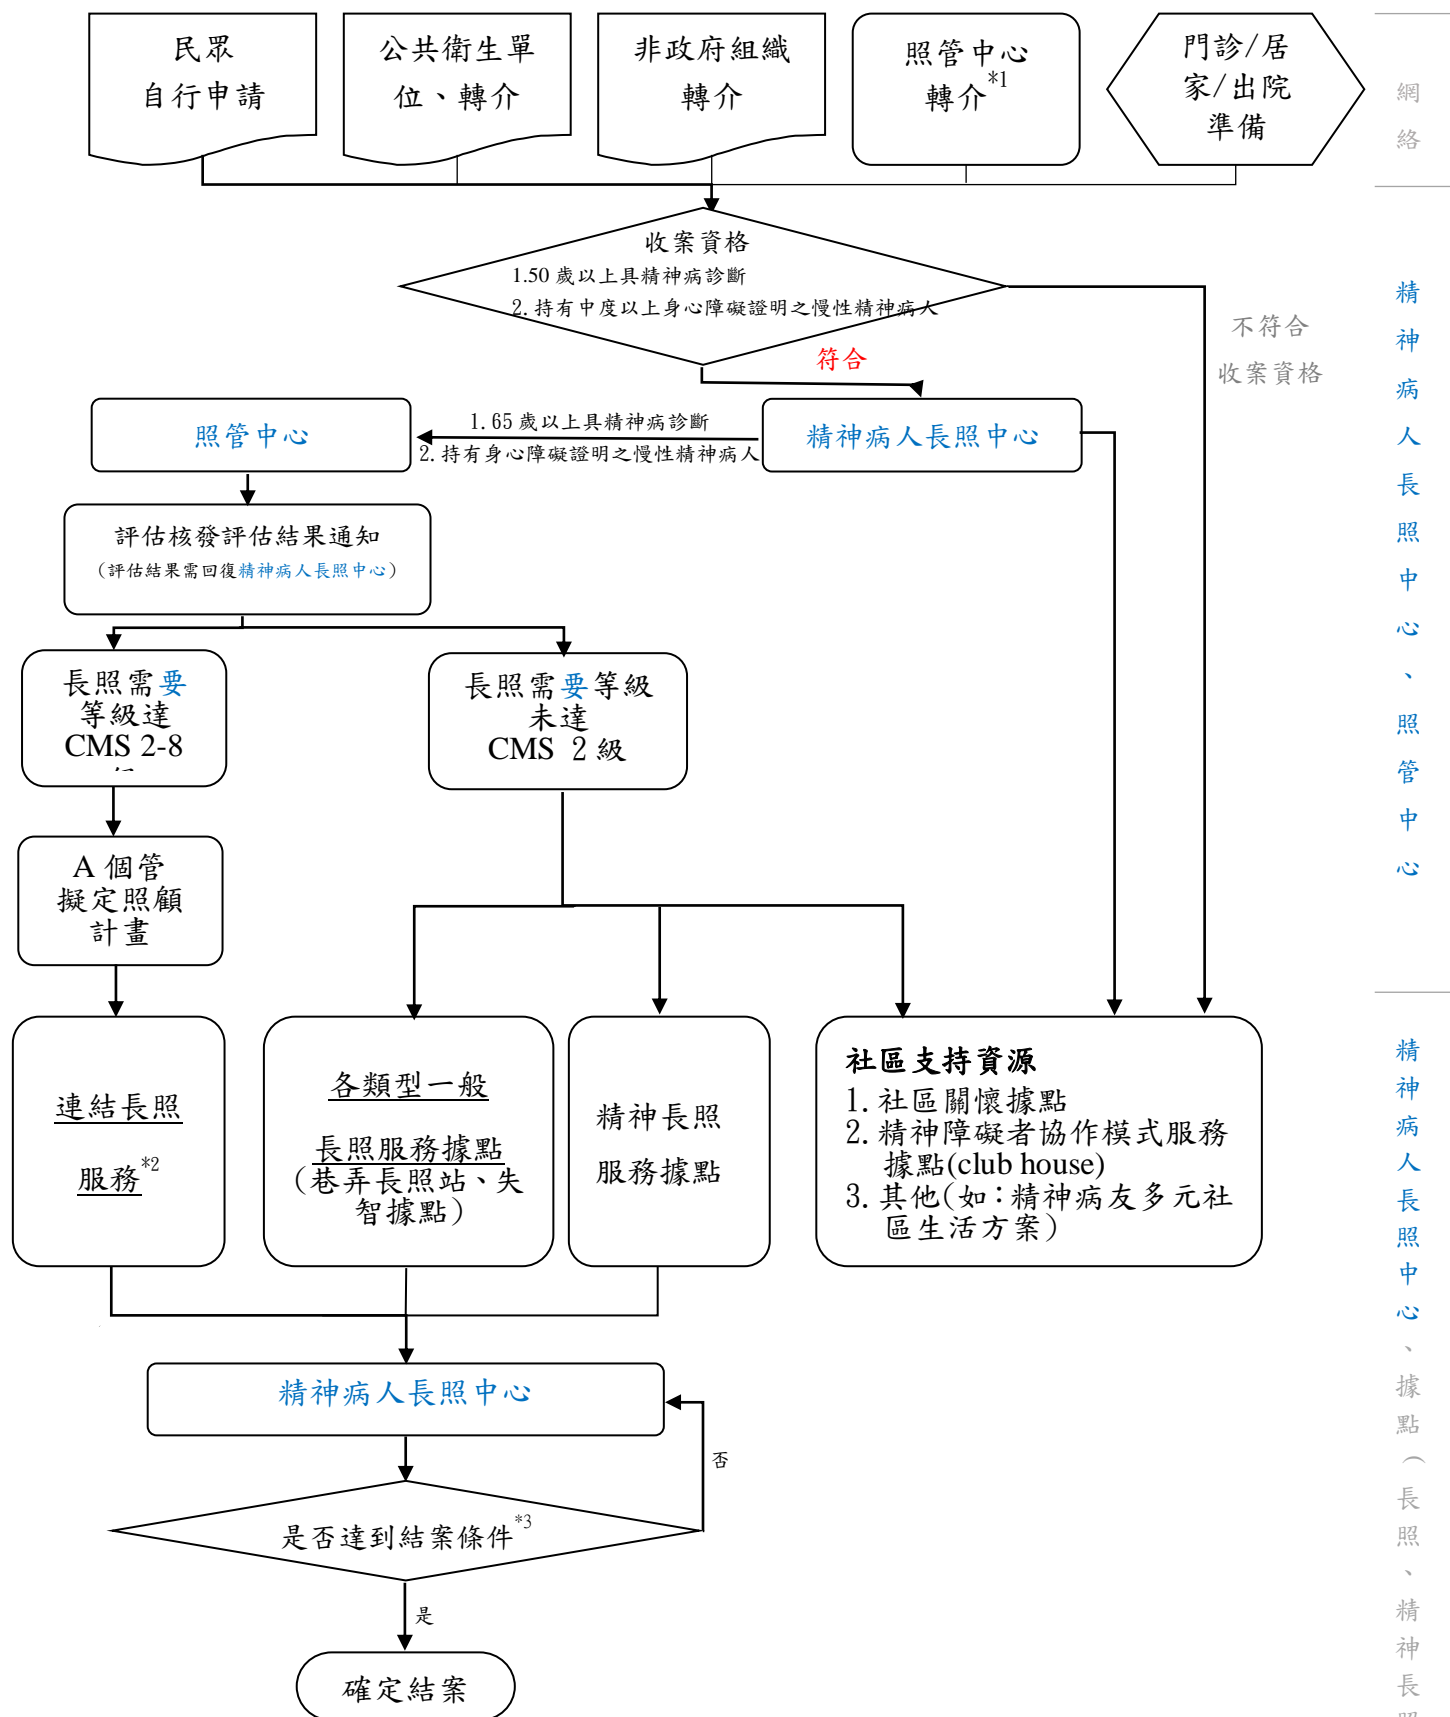 民眾
自行申請
公共衛生單
位、轉介
非政府組織
轉介
照管中心
轉介*1
門診/居
家/出院
準備
收案資格
1.50 歲以上具精神病診斷
2.持有中度以上身心障礙證明之慢性精神病人
符合
不符合
收案資格
照管中心
1.65 歲以上具精神病診斷
2.持有身心障礙證明之慢性精神病人
精神病人長照中心
評估核發評估結果通知
(評估結果需回復精神病人長照中心)
長照需要
等級達
CMS 2-8
長照需要等級
未達
CMS 2 級
A 個管
擬定照顧
計畫
連結長照
服務*2
各類型一般
長照服務據點
(巷弄長照站、失
智據點)
精神長照
服務據點
社區支持資源
1.社區關懷據點
2.精神障礙者協作模式服務
據點(club house)
3.其他(如：精神病友多元社
區生活方案)
精神病人長照中心
否
是否達到結案條件*3
是
確定結案
網絡
精神病人長照中心、照管中心
精神病人長照中心、據點(長照、精神長